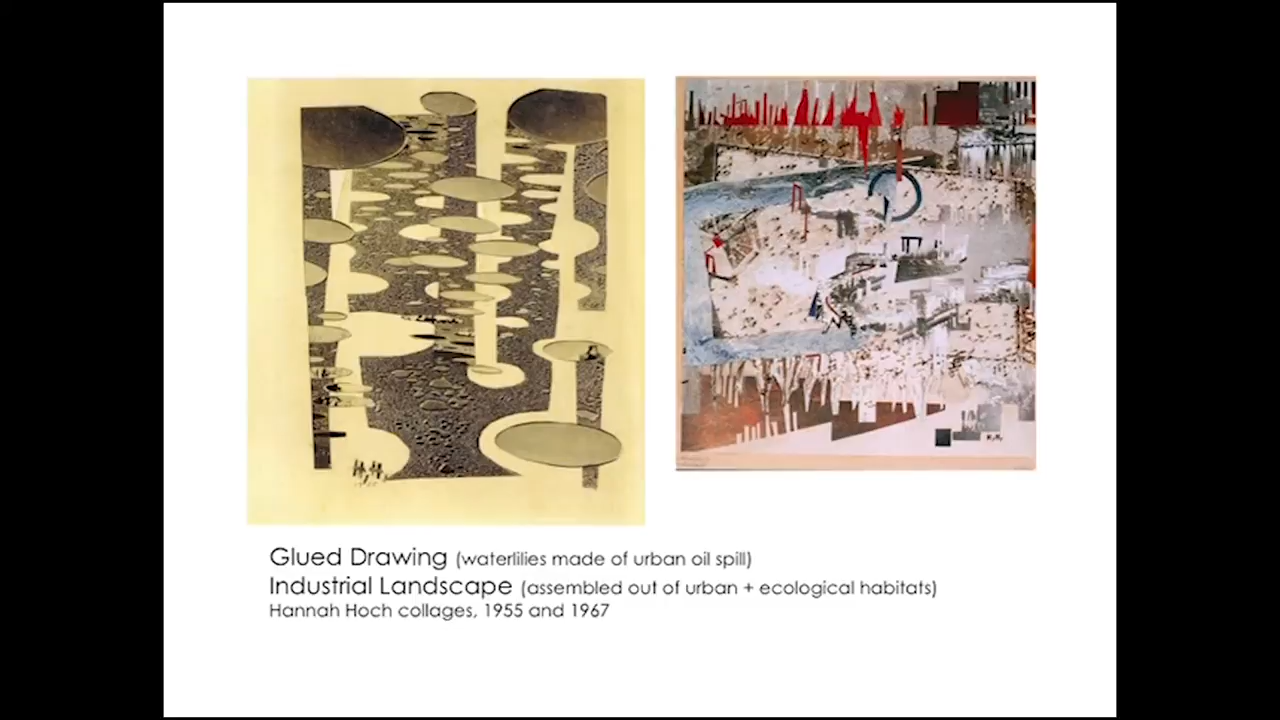 Glued Drawing (waterlilies made of urban oil spill)
Industrial Landscape (assembled out of urban + ecological habitats)
Hannah Hoch collages, 1955 and 1967